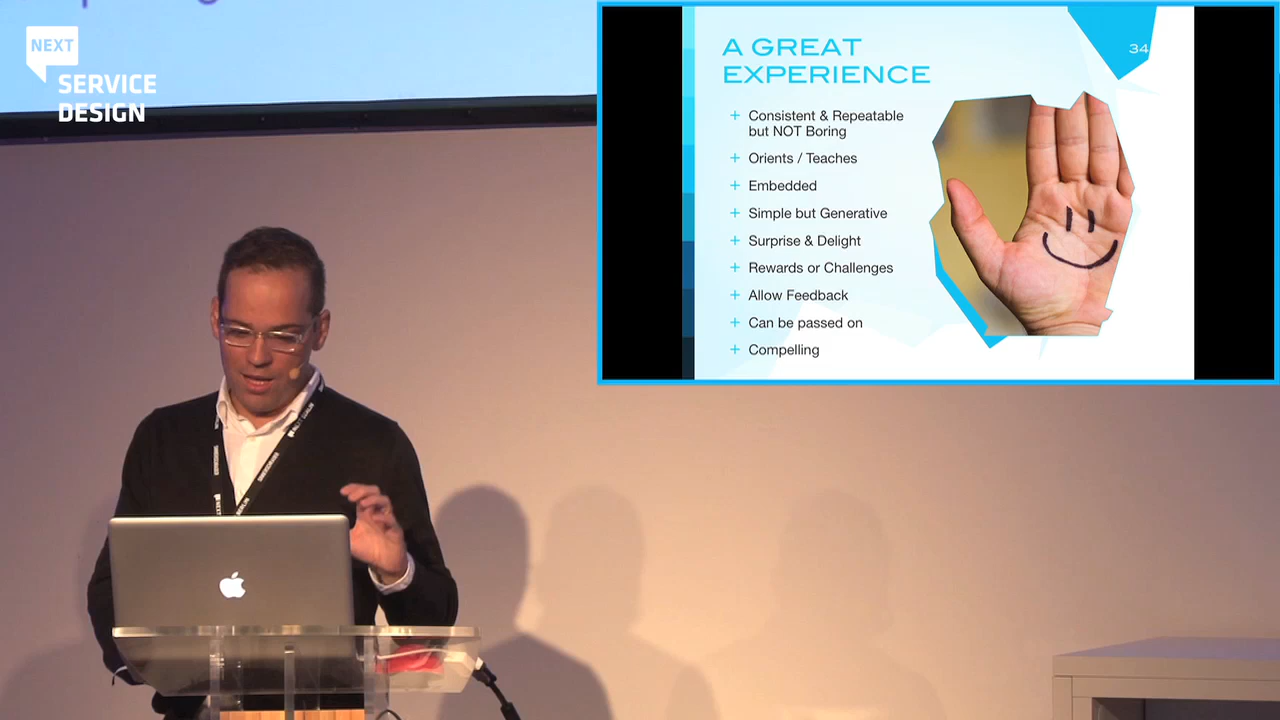 NEXT
SERVICE
DESIGN
A GREAT
EXPERIENCE
34
+ Consistent & Repeatable
but NOT Boring
+ Orients / Teaches
+ Embedded
+ Simple but Generative
+ Surprise & Delight
+ Rewards or Challenges
+ Allow Feedback
+ Can be passed on
+ Compelling